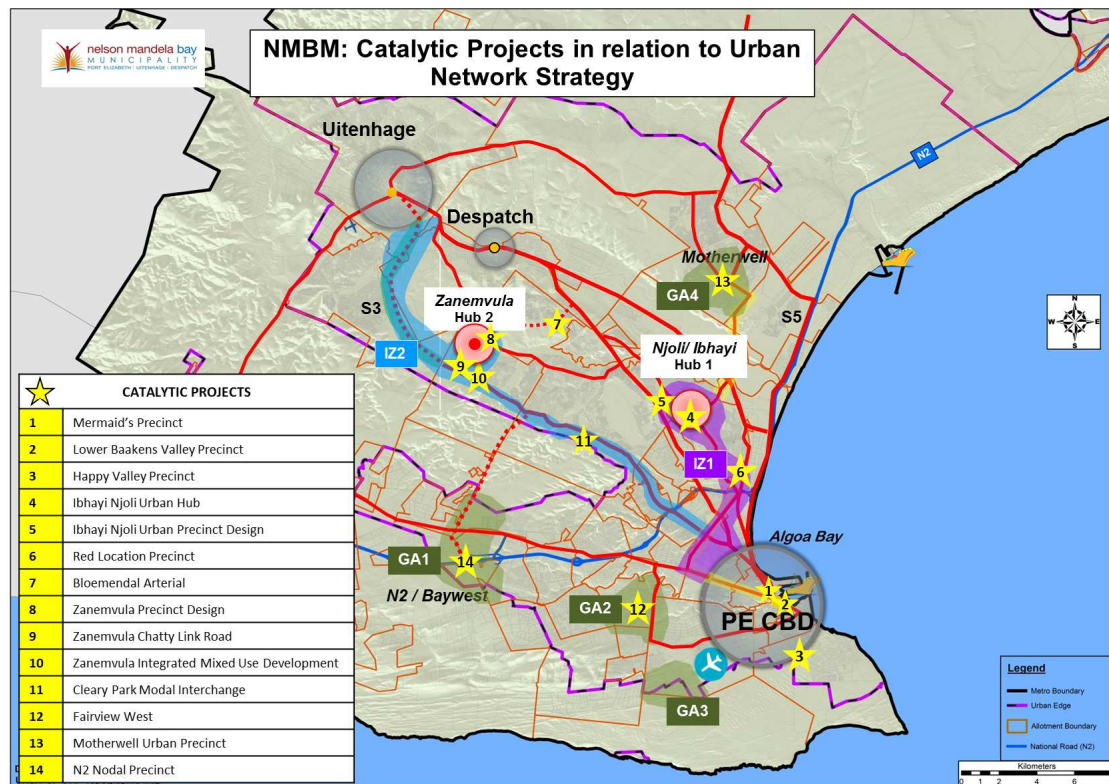 nelson mandela bay
MUNICIPALITY
PORT ELIZABETH | UITENHAGE | DESPATCH
NMBM: Catalytic Projects in relation to Urban
Network Strategy
Uitenhage
N2
Despatch
Motherwell
13
GA4
S3
Zanemvula
Hub 2
7
8
S5
IZ2
Njoli/ Ibhayi
Hub 1
9
10
5
4
11
IZ1
6
Algoa Bay
GA1
14
N2 / Baywest
GA2
12
1
2
PE CBD
3
GA3
N
W E
S
CATALYTIC PROJECTS
1 Mermaid's Precinct
2 Lower Baakens Valley Precinct
3 Happy Valley Precinct
4 Ibhayi Njoli Urban Hub
5 Ibhayi Njoli Urban Precinct Design
6 Red Location Precinct
7 Bloemendal Arterial
8 Zanemvula Precinct Design
9 Zanemvula Chatty Link Road
10 Zanemvula Integrated Mixed Use Development
11 Cleary Park Modal Interchange
12 Fairview West
13 Motherwell Urban Precinct
14 N2 Nodal Precinct
Legend
Metro Boundary
Urban Edge
Allotment Boundary
National Road (N2)
Kilometers
0 1 2 4 6